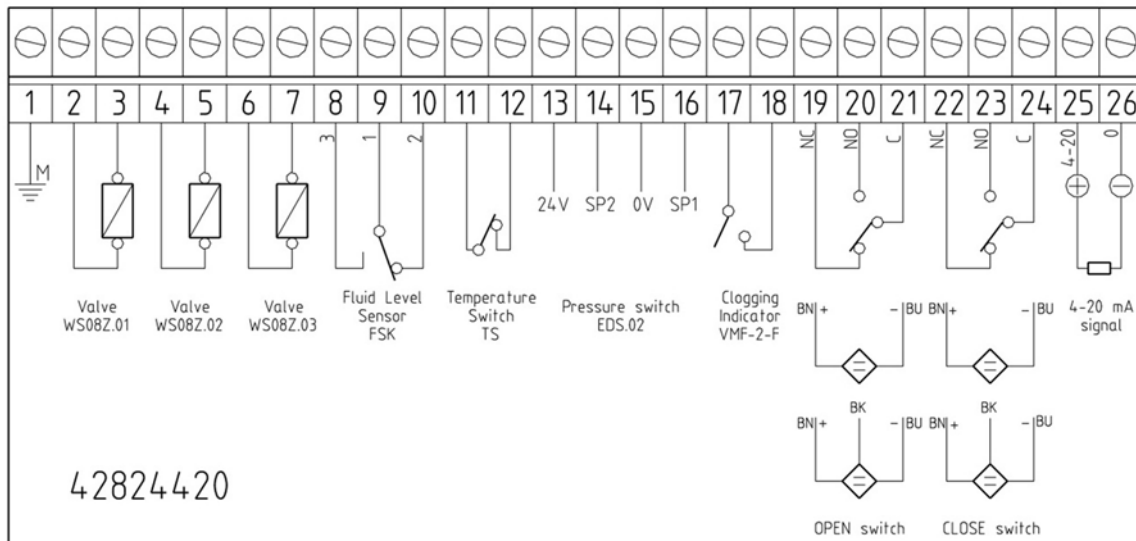 1 2 3 4 5 6 7 8 9 10 11 12 13 14 15 16 17 18 19 20 21 22 23 24 25 26
M 3 1 2 NC NO C NC NO C 4-20 0
24V SP2 0V SP1
Valve
WS08Z.01
Valve
WS08Z.02
Valve
WS08Z.03
Fluid Level
Sensor
FSK
Temperature
Switch
TS
Pressure switch
EDS.02
Clogging
Indicator
VMF-2-F
4-20 mA
signal
BN + - BU BN + - BU
BK BK
BN + - BU BN + - BU
42824420
OPEN switch CLOSE switch